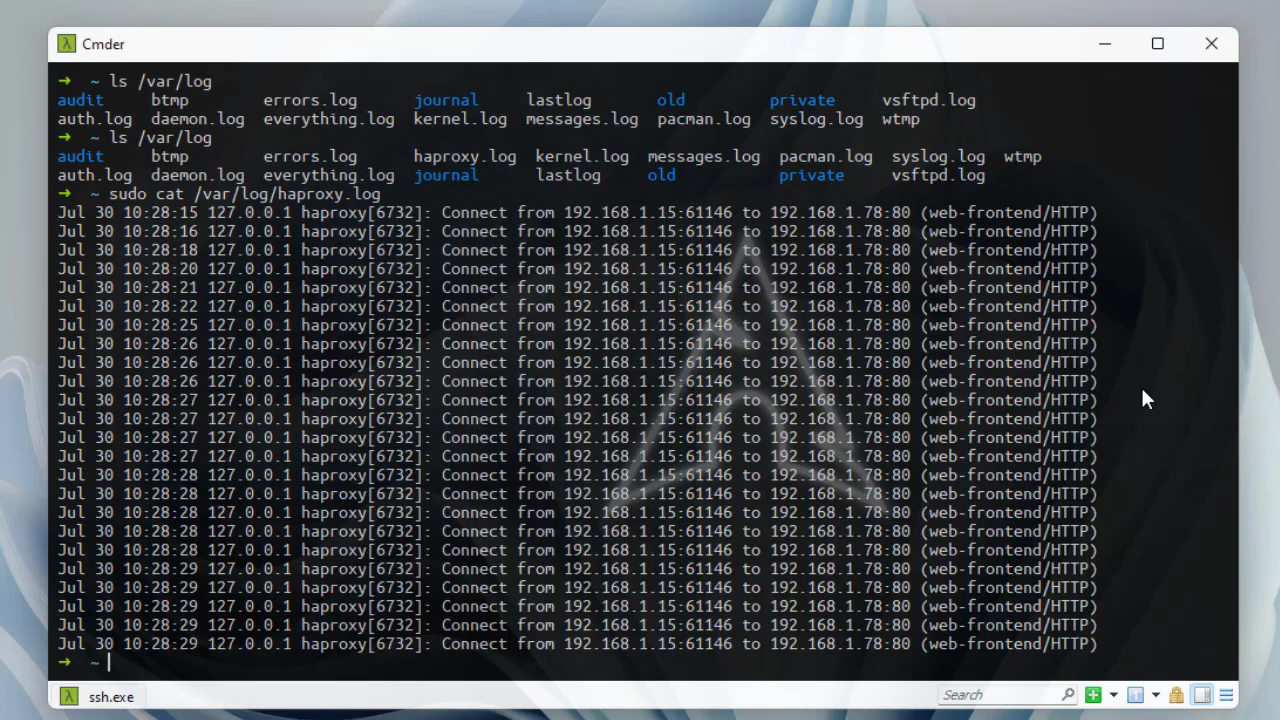 Cmder
➜ ~ ls /var/log
audit btmp errors.log journal lastlog old private vsftpd.log
auth.log daemon.log everything.log kernel.log messages.log pacman.log syslog.log wtmp
➜ ~ ls /var/log
audit btmp errors.log haproxy.log kernel.log messages.log pacman.log syslog.log wtmp
auth.log daemon.log everything.log journal lastlog old private vsftpd.log
➜ ~ sudo cat /var/log/haproxy.log
Jul 30 10:28:15 127.0.0.1 haproxy[6732]: Connect from 192.168.1.15:61146 to 192.168.1.78:80 (web-frontend/HTTP)
Jul 30 10:28:16 127.0.0.1 haproxy[6732]: Connect from 192.168.1.15:61146 to 192.168.1.78:80 (web-frontend/HTTP)
Jul 30 10:28:18 127.0.0.1 haproxy[6732]: Connect from 192.168.1.15:61146 to 192.168.1.78:80 (web-frontend/HTTP)
Jul 30 10:28:20 127.0.0.1 haproxy[6732]: Connect from 192.168.1.15:61146 to 192.168.1.78:80 (web-frontend/HTTP)
Jul 30 10:28:21 127.0.0.1 haproxy[6732]: Connect from 192.168.1.15:61146 to 192.168.1.78:80 (web-frontend/HTTP)
Jul 30 10:28:22 127.0.0.1 haproxy[6732]: Connect from 192.168.1.15:61146 to 192.168.1.78:80 (web-frontend/HTTP)
Jul 30 10:28:25 127.0.0.1 haproxy[6732]: Connect from 192.168.1.15:61146 to 192.168.1.78:80 (web-frontend/HTTP)
Jul 30 10:28:26 127.0.0.1 haproxy[6732]: Connect from 192.168.1.15:61146 to 192.168.1.78:80 (web-frontend/HTTP)
Jul 30 10:28:26 127.0.0.1 haproxy[6732]: Connect from 192.168.1.15:61146 to 192.168.1.78:80 (web-frontend/HTTP)
Jul 30 10:28:26 127.0.0.1 haproxy[6732]: Connect from 192.168.1.15:61146 to 192.168.1.78:80 (web-frontend/HTTP)
Jul 30 10:28:27 127.0.0.1 haproxy[6732]: Connect from 192.168.1.15:61146 to 192.168.1.78:80 (web-frontend/HTTP)
Jul 30 10:28:27 127.0.0.1 haproxy[6732]: Connect from 192.168.1.15:61146 to 192.168.1.78:80 (web-frontend/HTTP)
Jul 30 10:28:27 127.0.0.1 haproxy[6732]: Connect from 192.168.1.15:61146 to 192.168.1.78:80 (web-frontend/HTTP)
Jul 30 10:28:27 127.0.0.1 haproxy[6732]: Connect from 192.168.1.15:61146 to 192.168.1.78:80 (web-frontend/HTTP)
Jul 30 10:28:28 127.0.0.1 haproxy[6732]: Connect from 192.168.1.15:61146 to 192.168.1.78:80 (web-frontend/HTTP)
Jul 30 10:28:28 127.0.0.1 haproxy[6732]: Connect from 192.168.1.15:61146 to 192.168.1.78:80 (web-frontend/HTTP)
Jul 30 10:28:28 127.0.0.1 haproxy[6732]: Connect from 192.168.1.15:61146 to 192.168.1.78:80 (web-frontend/HTTP)
Jul 30 10:28:28 127.0.0.1 haproxy[6732]: Connect from 192.168.1.15:61146 to 192.168.1.78:80 (web-frontend/HTTP)
Jul 30 10:28:28 127.0.0.1 haproxy[6732]: Connect from 192.168.1.15:61146 to 192.168.1.78:80 (web-frontend/HTTP)
Jul 30 10:28:29 127.0.0.1 haproxy[6732]: Connect from 192.168.1.15:61146 to 192.168.1.78:80 (web-frontend/HTTP)
Jul 30 10:28:29 127.0.0.1 haproxy[6732]: Connect from 192.168.1.15:61146 to 192.168.1.78:80 (web-frontend/HTTP)
Jul 30 10:28:29 127.0.0.1 haproxy[6732]: Connect from 192.168.1.15:61146 to 192.168.1.78:80 (web-frontend/HTTP)
Jul 30 10:28:29 127.0.0.1 haproxy[6732]: Connect from 192.168.1.15:61146 to 192.168.1.78:80 (web-frontend/HTTP)
Jul 30 10:28:29 127.0.0.1 haproxy[6732]: Connect from 192.168.1.15:61146 to 192.168.1.78:80 (web-frontend/HTTP)
➜ ~
ssh.exe Search